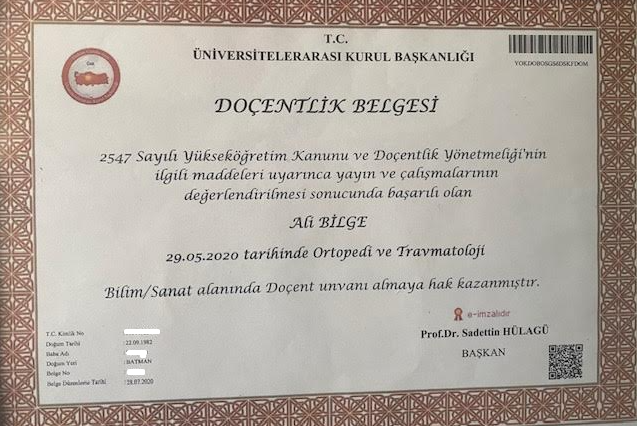 T.C.
ÜNİVERSİTELERARASI KURUL BAŞKANLIĞI
DOÇENTLİK BELGESİ
2547 Sayılı Yükseköğretim Kanunu ve Doçentlik Yönetmeliği'nin
ilgili maddeleri uyarınca yayın ve çalışmalarının
değerlendirilmesi sonucunda başarılı olan
Ali BİLGE
29.05.2020 tarihinde Ortopedi ve Travmatoloji
Bilim/Sanat alanında Doçent unvanı almaya hak kazanmıştır.
e-imzalıdır
Prof.Dr. Sadettin HÜLAGÜ
BAŞKAN
T.C. Kimlik No
Doğum Tarihi : 22.09.1982
Baba Adı
Doğum Yeri : BATMAN
Belge No
Belge Düzenleme Tarihi : 28.07.2020